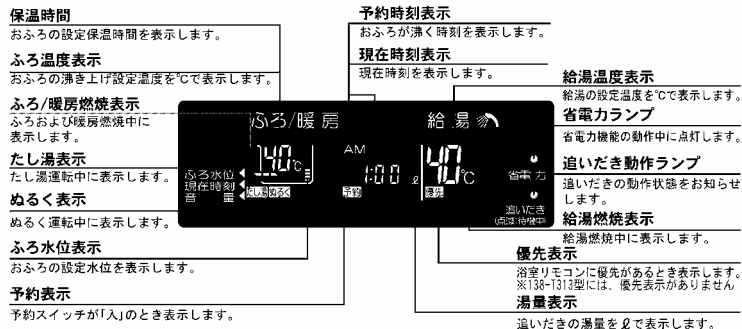 保温時間
おふろの設定保温時間を表示します。
ふろ温度表示
おふろの沸き上げ設定温度を℃で表示します。
ふろ/暖房燃焼表示
ふろおよび暖房燃焼中に
表示します。
たし湯表示
たし湯運転中に表示します。
ぬるく表示
ぬるく運転中に表示します。
ふろ水位表示
おふろの設定水位を表示します。
予約表示
予約スイッチが「入」のとき表示します。
予約時刻表示
おふろが沸く時刻を表示します。
現在時刻表示
現在時刻を表示します。
ふろ/暖房
給湯
40℃
AM
1:00
ℓ
40℃
ふろ水位
現在時刻
音量
たし湯
ぬるく
予約
優先
省電力
追いだき
(点滅:待機中)
給湯温度表示
給湯の設定温度を℃で表示します。
省電力ランプ
省電力機能の動作中に点灯します。
追いだき動作ランプ
追いだきの動作状態をお知らせ
します。
給湯燃焼表示
給湯燃焼中に表示します。
優先表示
浴室リモコンに優先があるとき表示します。
※138-T313型には、優先表示がありません
湯量表示
追いだきの湯量をℓで表示します。